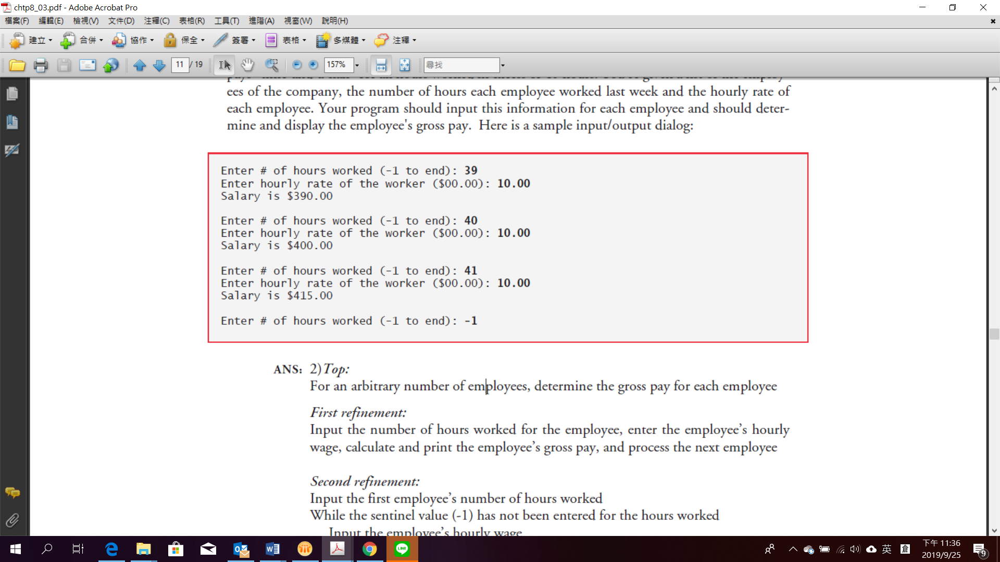 chtp8_03.pdf - Adobe Acrobat Pro
檔案(F) 編輯(E) 檢視(V) 文件(D) 注釋(C) 表格(R) 工具(T) 進階(A) 視窗(W) 說明(H)
建立 合併 協作 保全 簽署 表格 多媒體 注釋
11 / 19 157% 尋找
ees of the company, the number of hours each employee worked last week and the hourly rate of
each employee. Your program should input this information for each employee and should deter-
mine and display the employee's gross pay. Here is a sample input/output dialog:
Enter # of hours worked (-1 to end): 39
Enter hourly rate of the worker ($00.00): 10.00
Salary is $390.00
Enter # of hours worked (-1 to end): 40
Enter hourly rate of the worker ($00.00): 10.00
Salary is $400.00
Enter # of hours worked (-1 to end): 41
Enter hourly rate of the worker ($00.00): 10.00
Salary is $415.00
Enter # of hours worked (-1 to end): -1
ANS: 2) Top:
For an arbitrary number of employees, determine the gross pay for each employee
First refinement:
Input the number of hours worked for the employee, enter the employee’s hourly
wage, calculate and print the employee’s gross pay, and process the next employee
Second refinement:
Input the first employee’s number of hours worked
While the sentinel value (-1) has not been entered for the hours worked
Input the employee’s hourly wage
英 倉 下午 11:36
2019/9/25
9
LINE